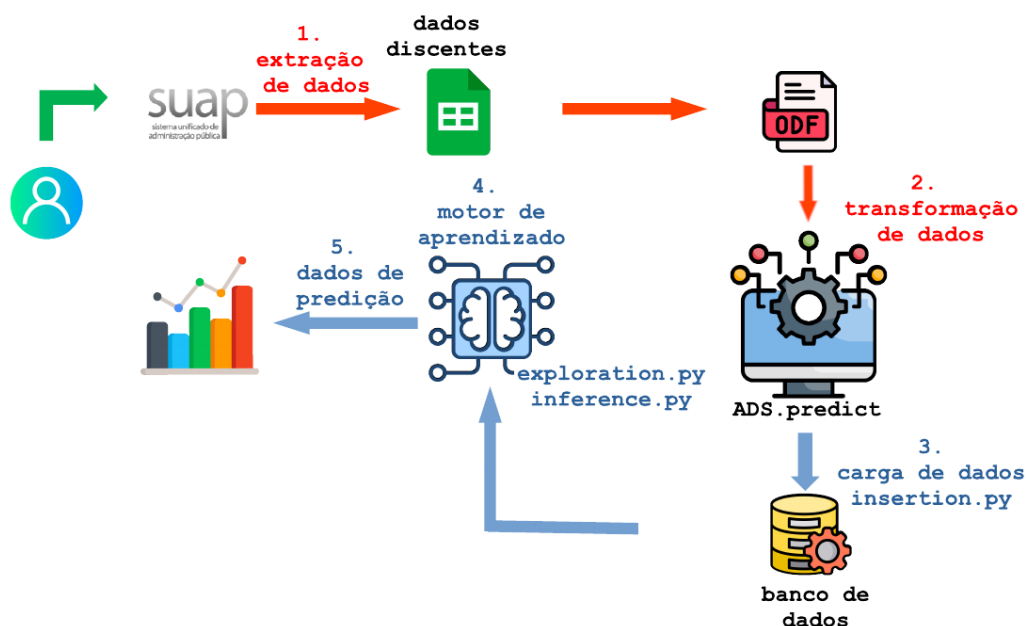 1.
extração
de dados
dados
discentes
suap
sistema unificado de
administração pública
ODF
2.
transformação
de dados
ADS.predict
3.
carga de dados
insertion.py
banco de
dados
4.
motor de
aprendizado
exploration.py
inference.py
5.
dados de
predição